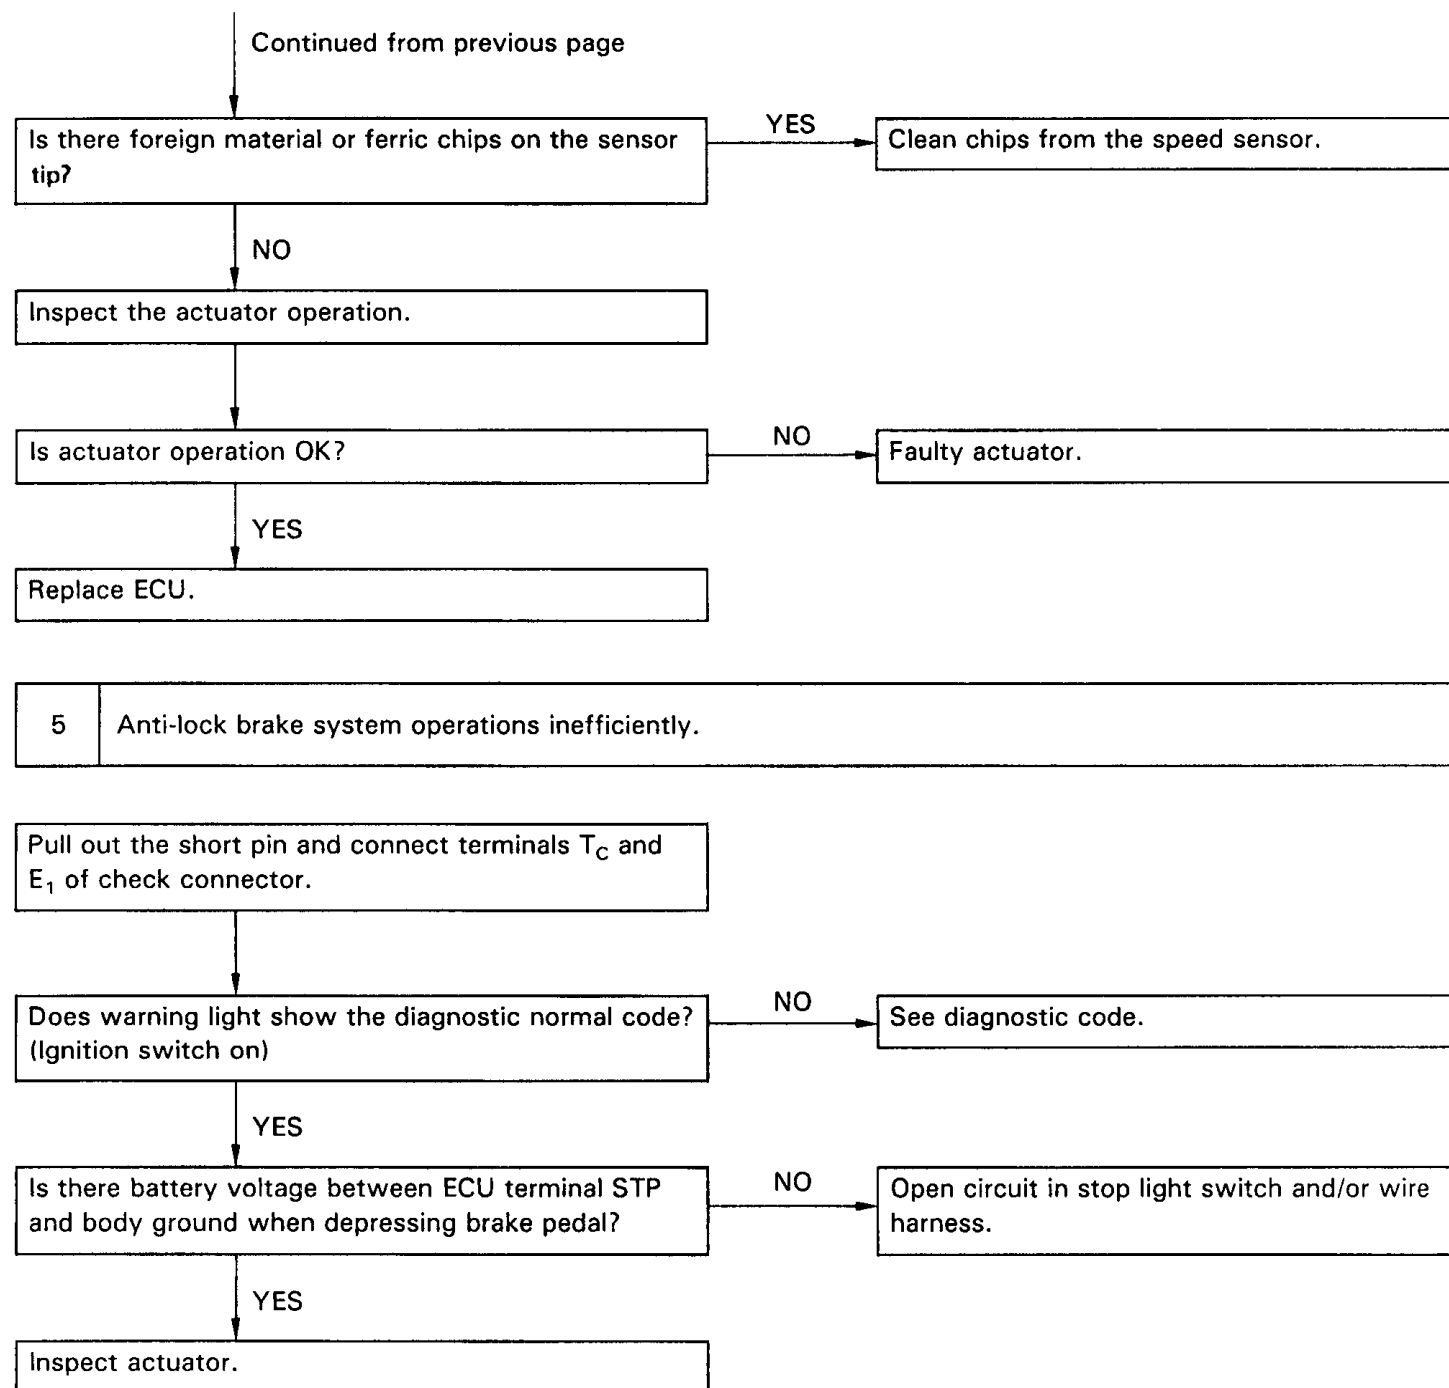 Continued from previous page
Is there foreign material or ferric chips on the sensor
tip?
YES
Clean chips from the speed sensor.
NO
Inspect the actuator operation.
Is actuator operation OK?
NO
Faulty actuator.
YES
Replace ECU.
5 Anti-lock brake system operations inefficiently.
Pull out the short pin and connect terminals TC and
E1 of check connector.
Does warning light show the diagnostic normal code?
(Ignition switch on)
NO
See diagnostic code.
YES
Is there battery voltage between ECU terminal STP
and body ground when depressing brake pedal?
NO
Open circuit in stop light switch and/or wire
harness.
YES
Inspect actuator.